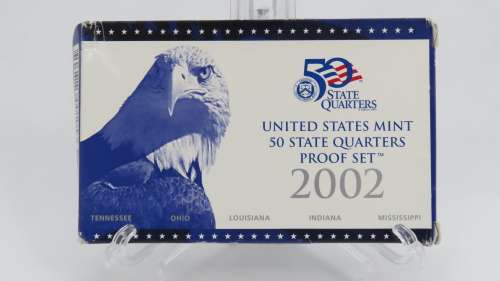 50
STATE
QUARTERS
UNITED STATES MINT
50 STATE QUARTERS
PROOF SET™
2002
TENNESSEE OHIO LOUISIANA INDIANA MISSISSIPPI